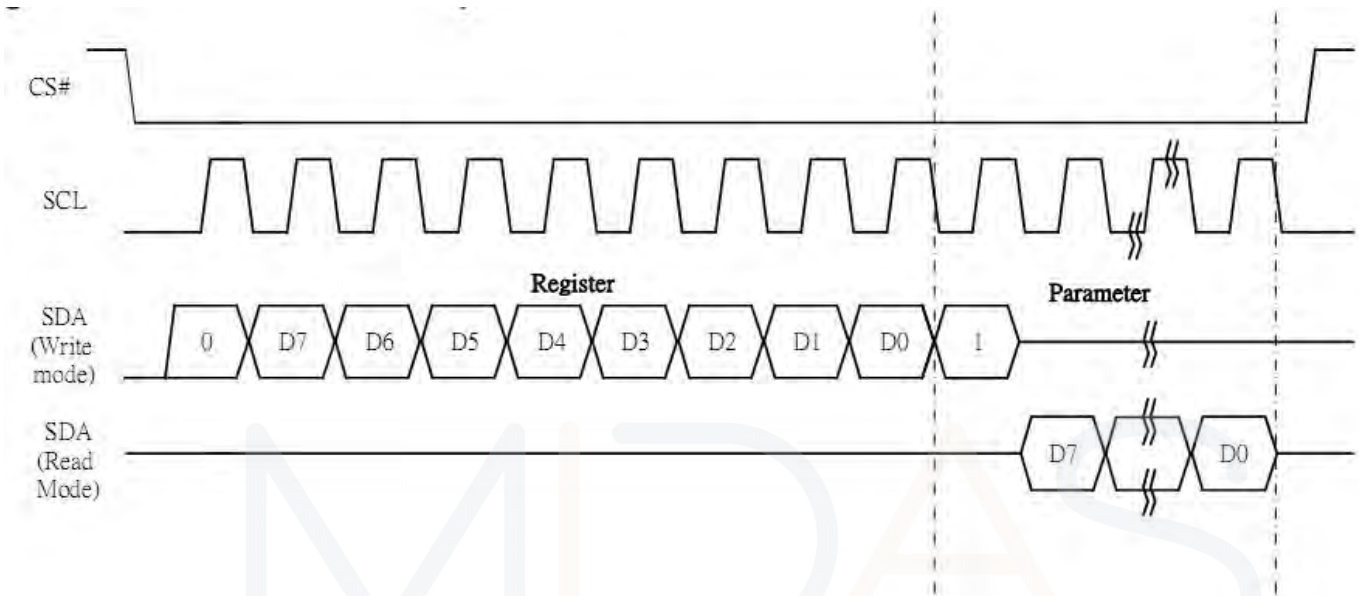 CS#
SCL
Register
Parameter
SDA
(Write
mode)
0 D7 D6 D5 D4 D3 D2 D1 D0 1
SDA
(Read
Mode)
D7 D0
MIDAS